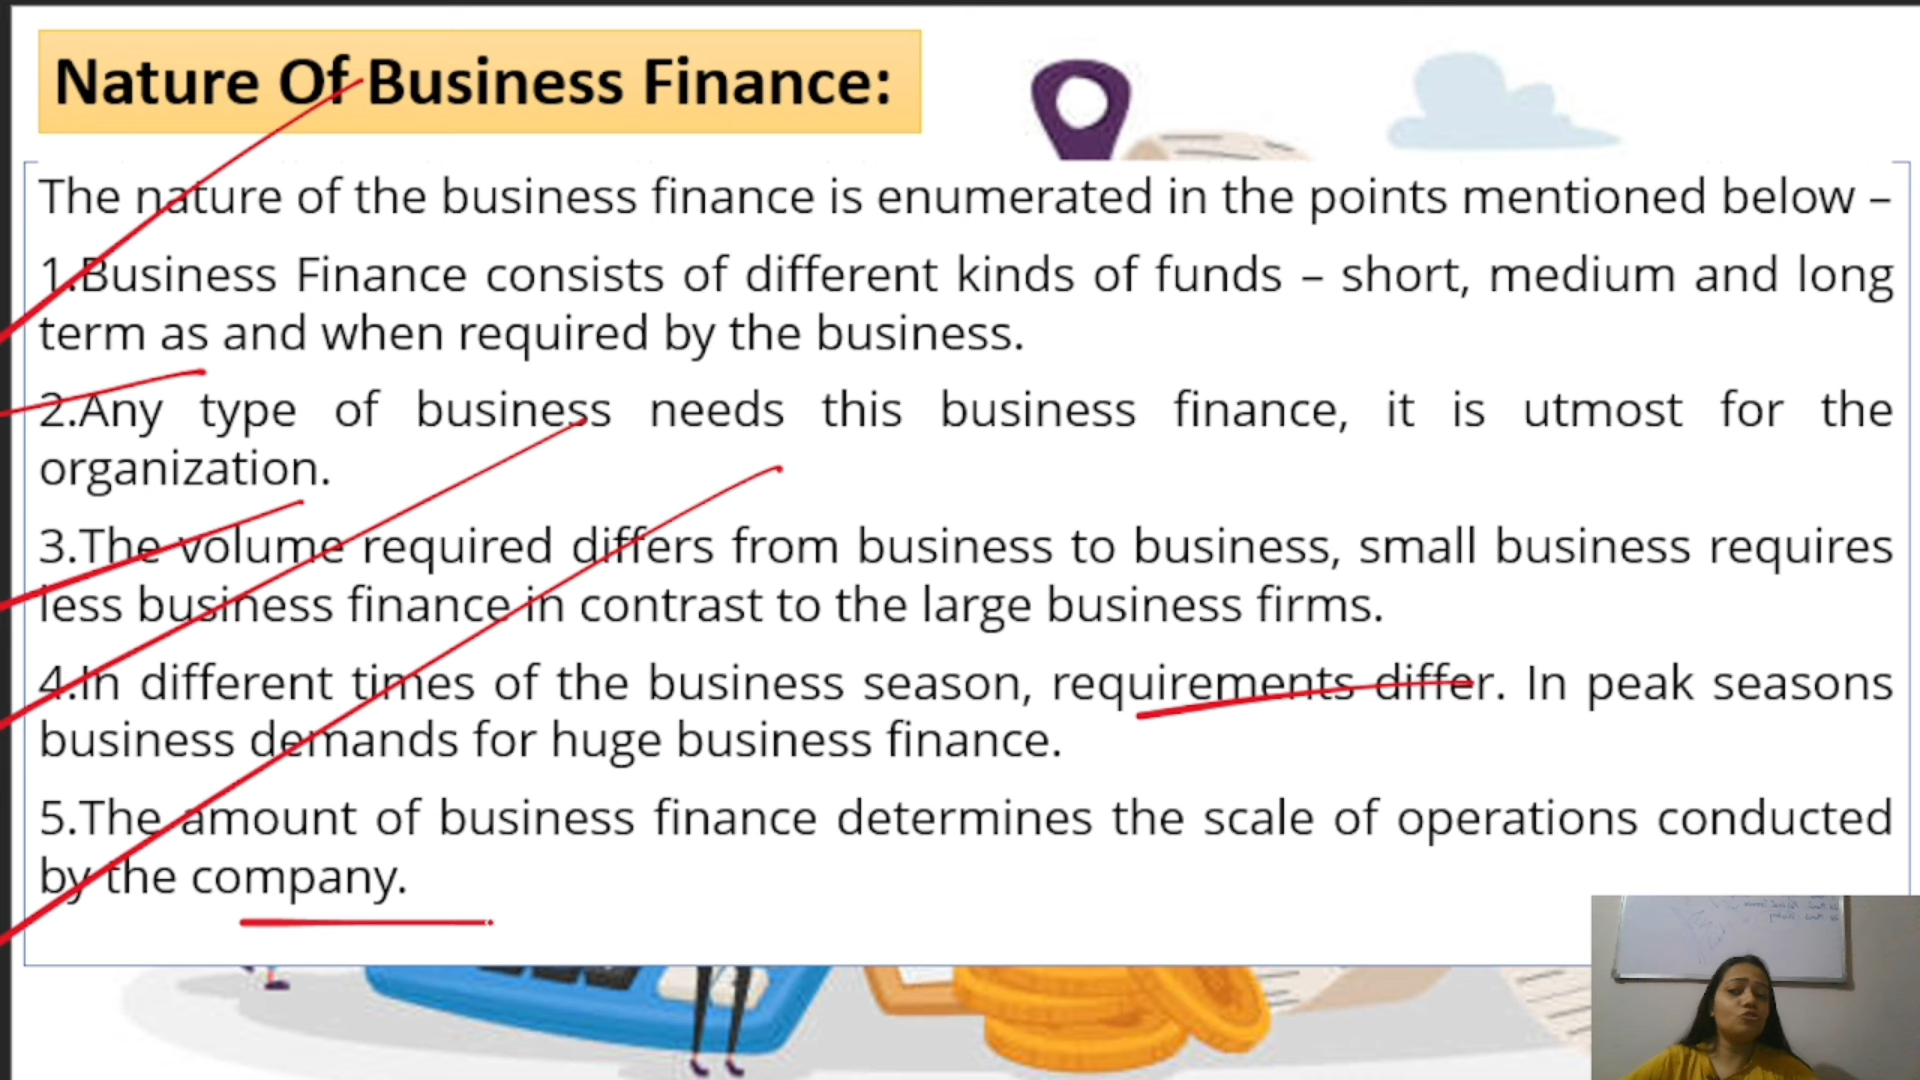 Nature Of Business Finance:
The nature of the business finance is enumerated in the points mentioned below –
1.Business Finance consists of different kinds of funds – short, medium and long
term as and when required by the business.
2.Any type of business needs this business finance, it is utmost for the
organization.
3.The volume required differs from business to business, small business requires
less business finance in contrast to the large business firms.
4.In different times of the business season, requirements differ. In peak seasons
business demands for huge business finance.
5.The amount of business finance determines the scale of operations conducted
by the company.